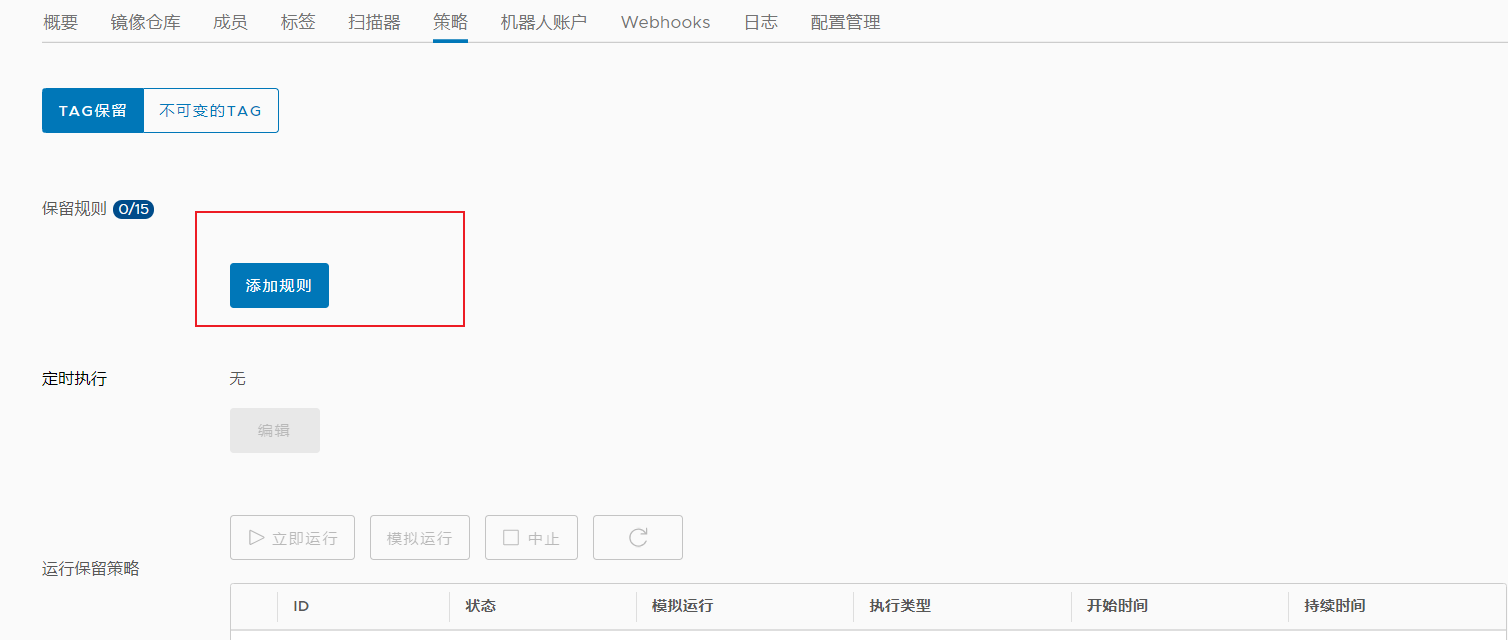 概要 镜像仓库 成员 标签 扫描器 策略 机器人账户 Webhooks 日志 配置管理
TAG保留 不可变的TAG
保留规则 0/15
添加规则
定时执行 无
编辑
立即运行 模拟运行 中止
运行保留策略
ID 状态 模拟运行 执行类型 开始时间 持续时间